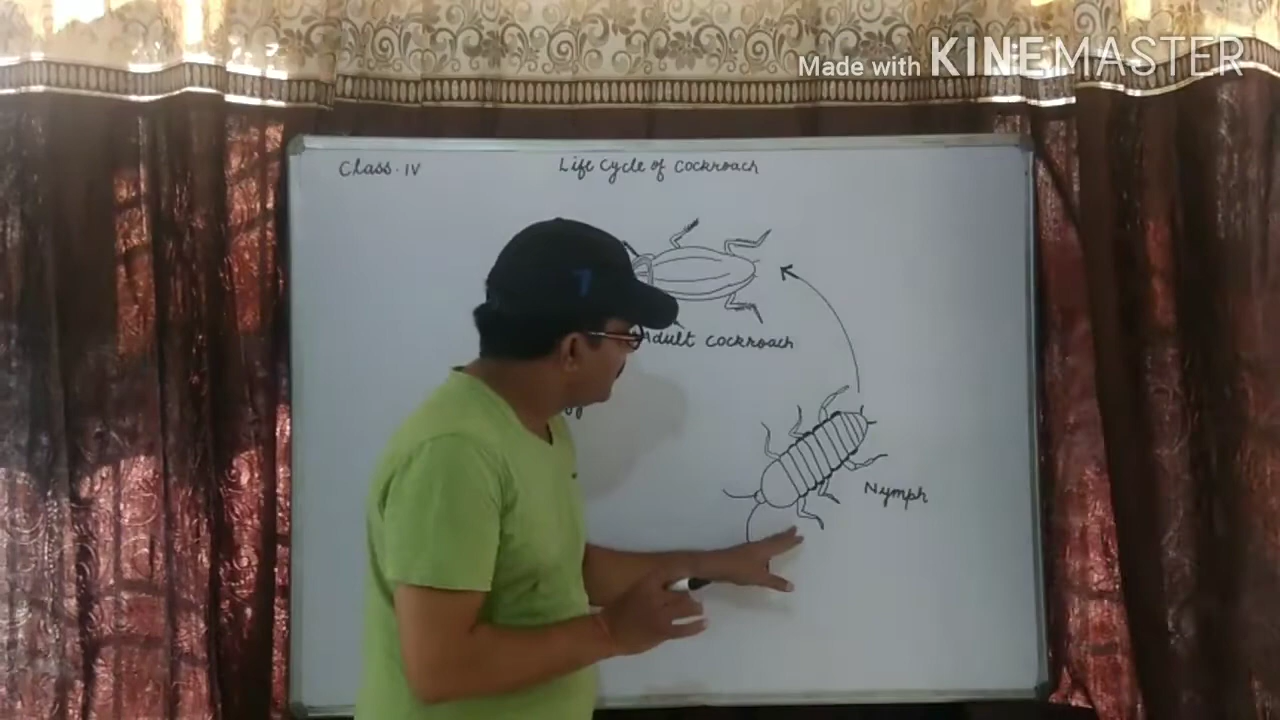 Made with KINEMASTER
Class. IV
Life Cycle of Cockroach
Adult cockroach
Nymph